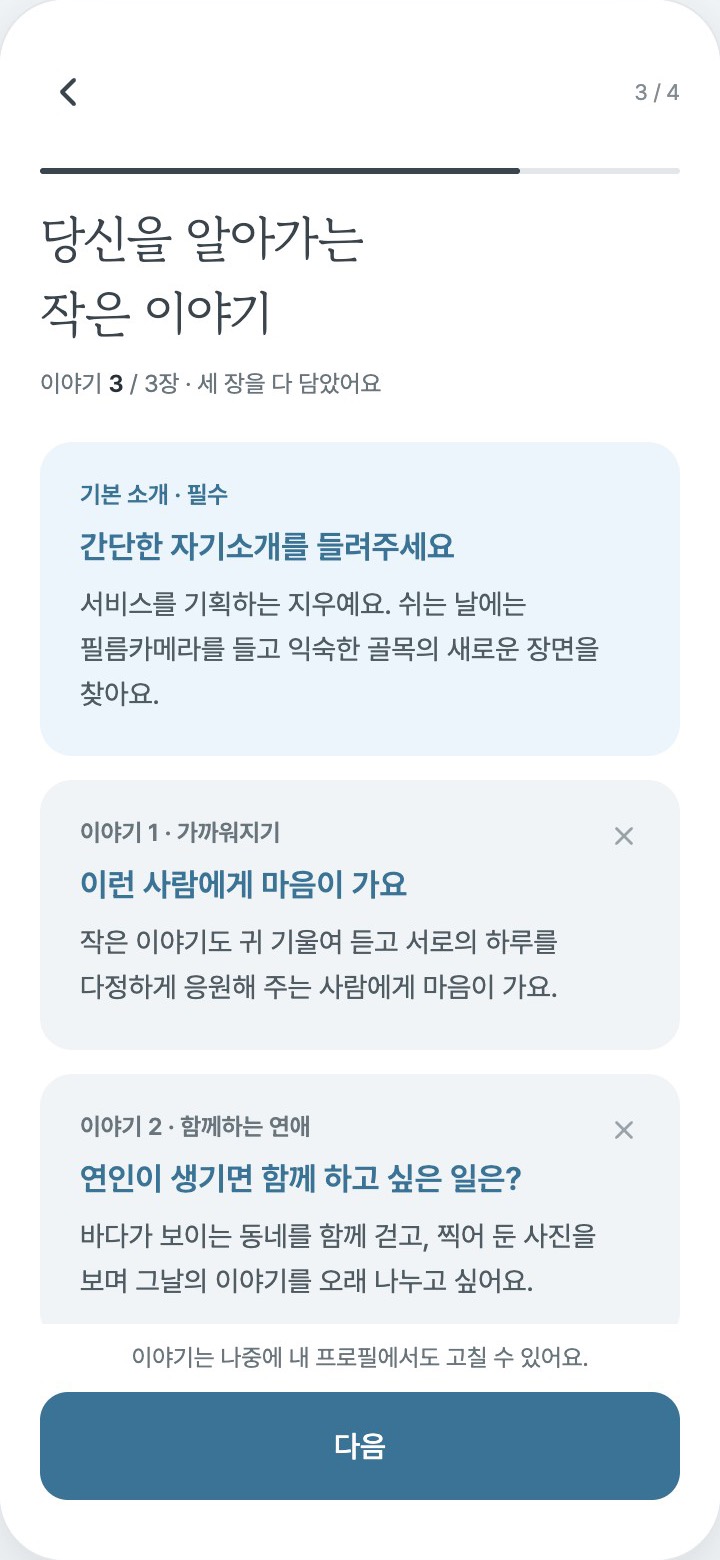 3 / 4
당신을 알아가는
작은 이야기
이야기 3 / 3장 · 세 장을 다 담았어요
기본 소개 · 필수
간단한 자기소개를 들려주세요
서비스를 기획하는 지우예요. 쉬는 날에는
필름카메라를 들고 익숙한 골목의 새로운 장면을
찾아요.
이야기 1 · 가까워지기
이런 사람에게 마음이 가요
작은 이야기도 귀 기울여 듣고 서로의 하루를
다정하게 응원해 주는 사람에게 마음이 가요.
이야기 2 · 함께하는 연애
연인이 생기면 함께 하고 싶은 일은?
바다가 보이는 동네를 함께 걷고, 찍어 둔 사진을
보며 그날의 이야기를 오래 나누고 싶어요.
이야기는 나중에 내 프로필에서도 고칠 수 있어요.
다음